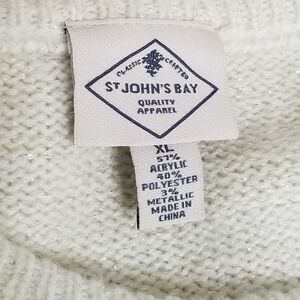 CLASSIC CRAFTED
ST JOHN'S BAY
QUALITY
APPAREL
XL
57%
ACRYLIC
40%
POLYESTER
3%
METALLIC
MADE IN
CHINA